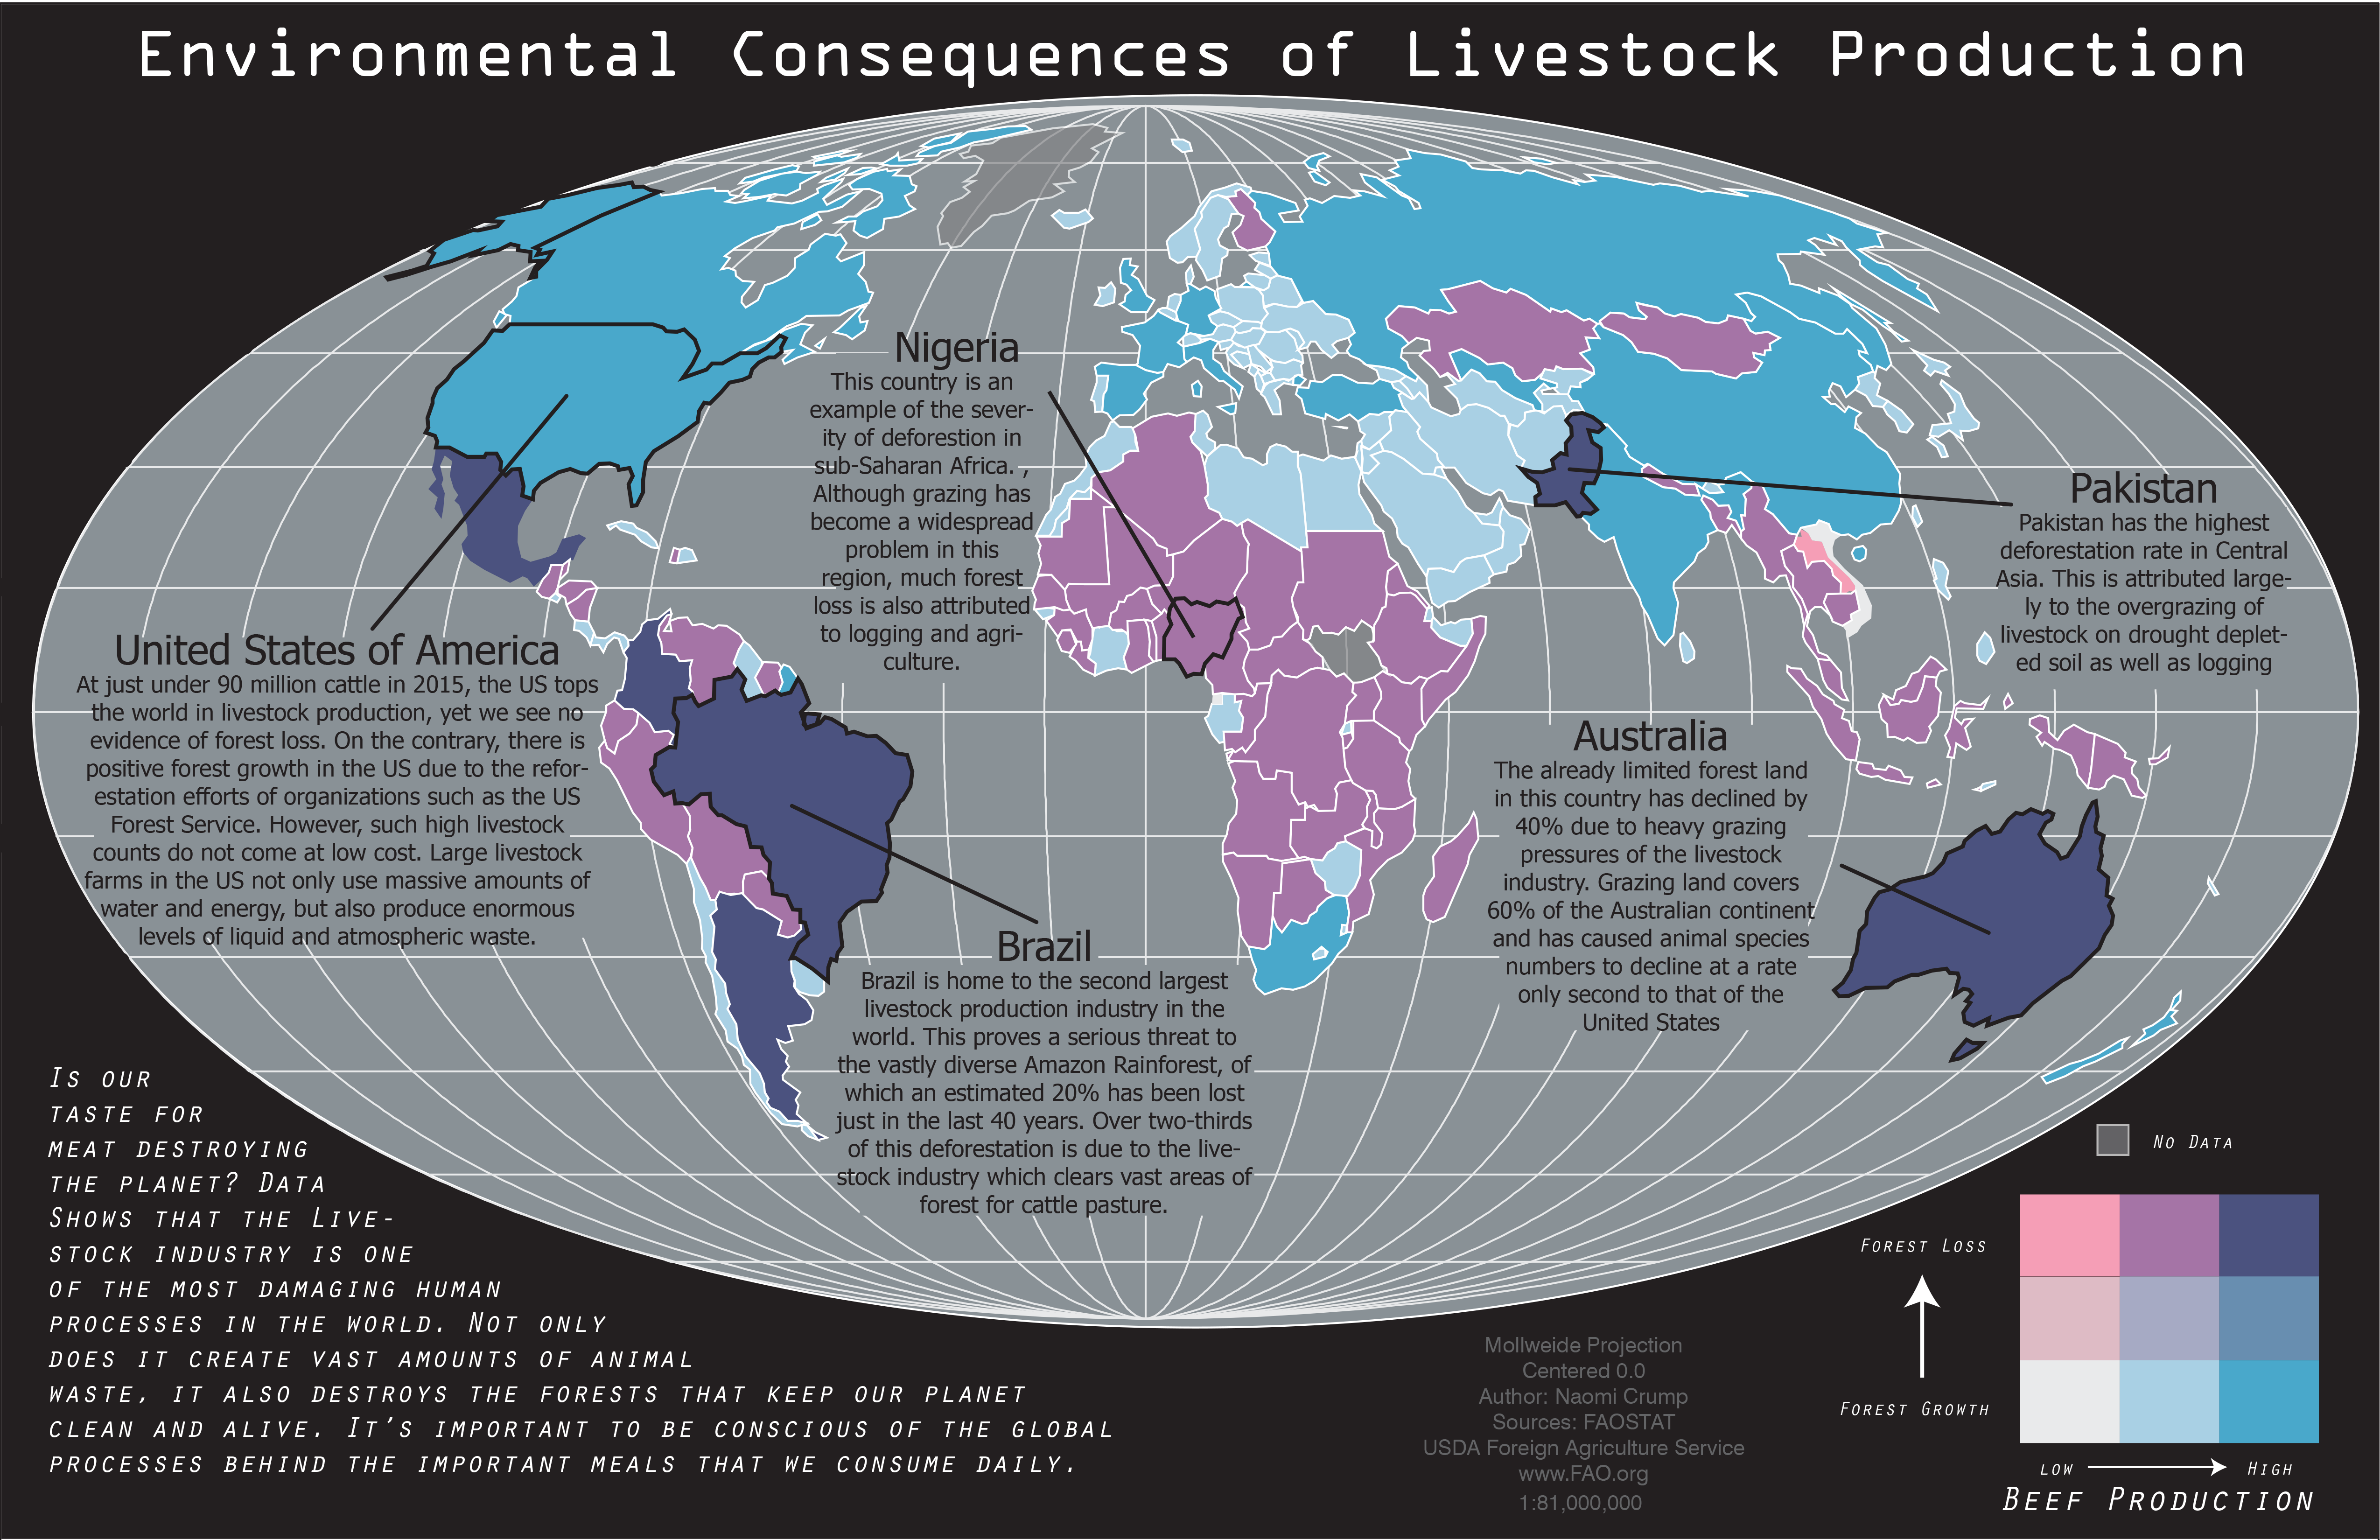 Environmental Consequences of Livestock Production
Nigeria
This country is an
example of the sever-
ity of deforestion in
sub-Saharan Africa. ,
Although grazing has
become a widespread
problem in this
region, much forest
loss is also attributed
to logging and agri-
culture.
Pakistan
Pakistan has the highest
deforestation rate in Central
Asia. This is attributed large-
ly to the overgrazing of
livestock on drought deplet-
ed soil as well as logging
United States of America
At just under 90 million cattle in 2015, the US tops
the world in livestock production, yet we see no
evidence of forest loss. On the contrary, there is
positive forest growth in the US due to the refor-
estation efforts of organizations such as the US
Forest Service. However, such high livestock
counts do not come at low cost. Large livestock
farms in the US not only use massive amounts of
water and energy, but also produce enormous
levels of liquid and atmospheric waste.
Australia
The already limited forest land
in this country has declined by
40% due to heavy grazing
pressures of the livestock
industry. Grazing land covers
60% of the Australian continent
and has caused animal species
numbers to decline at a rate
only second to that of the
United States
Brazil
Brazil is home to the second largest
livestock production industry in the
world. This proves a serious threat to
the vastly diverse Amazon Rainforest, of
which an estimated 20% has been lost
just in the last 40 years. Over two-thirds
of this deforestation is due to the live-
stock industry which clears vast areas of
forest for cattle pasture.
Is our
taste for
meat destroying
the planet? Data
Shows that the Live-
stock industry is one
of the most damaging human
processes in the world. Not only
does it create vast amounts of animal
waste, it also destroys the forests that keep our planet
clean and alive. It's important to be conscious of the global
processes behind the important meals that we consume daily.
Mollweide Projection
Centered 0.0
Author: Naomi Crump
Sources: FAOSTAT
USDA Foreign Agriculture Service
www.FAO.org
1:81,000,000
No Data
Forest Loss
Forest Growth
low
High
Beef Production